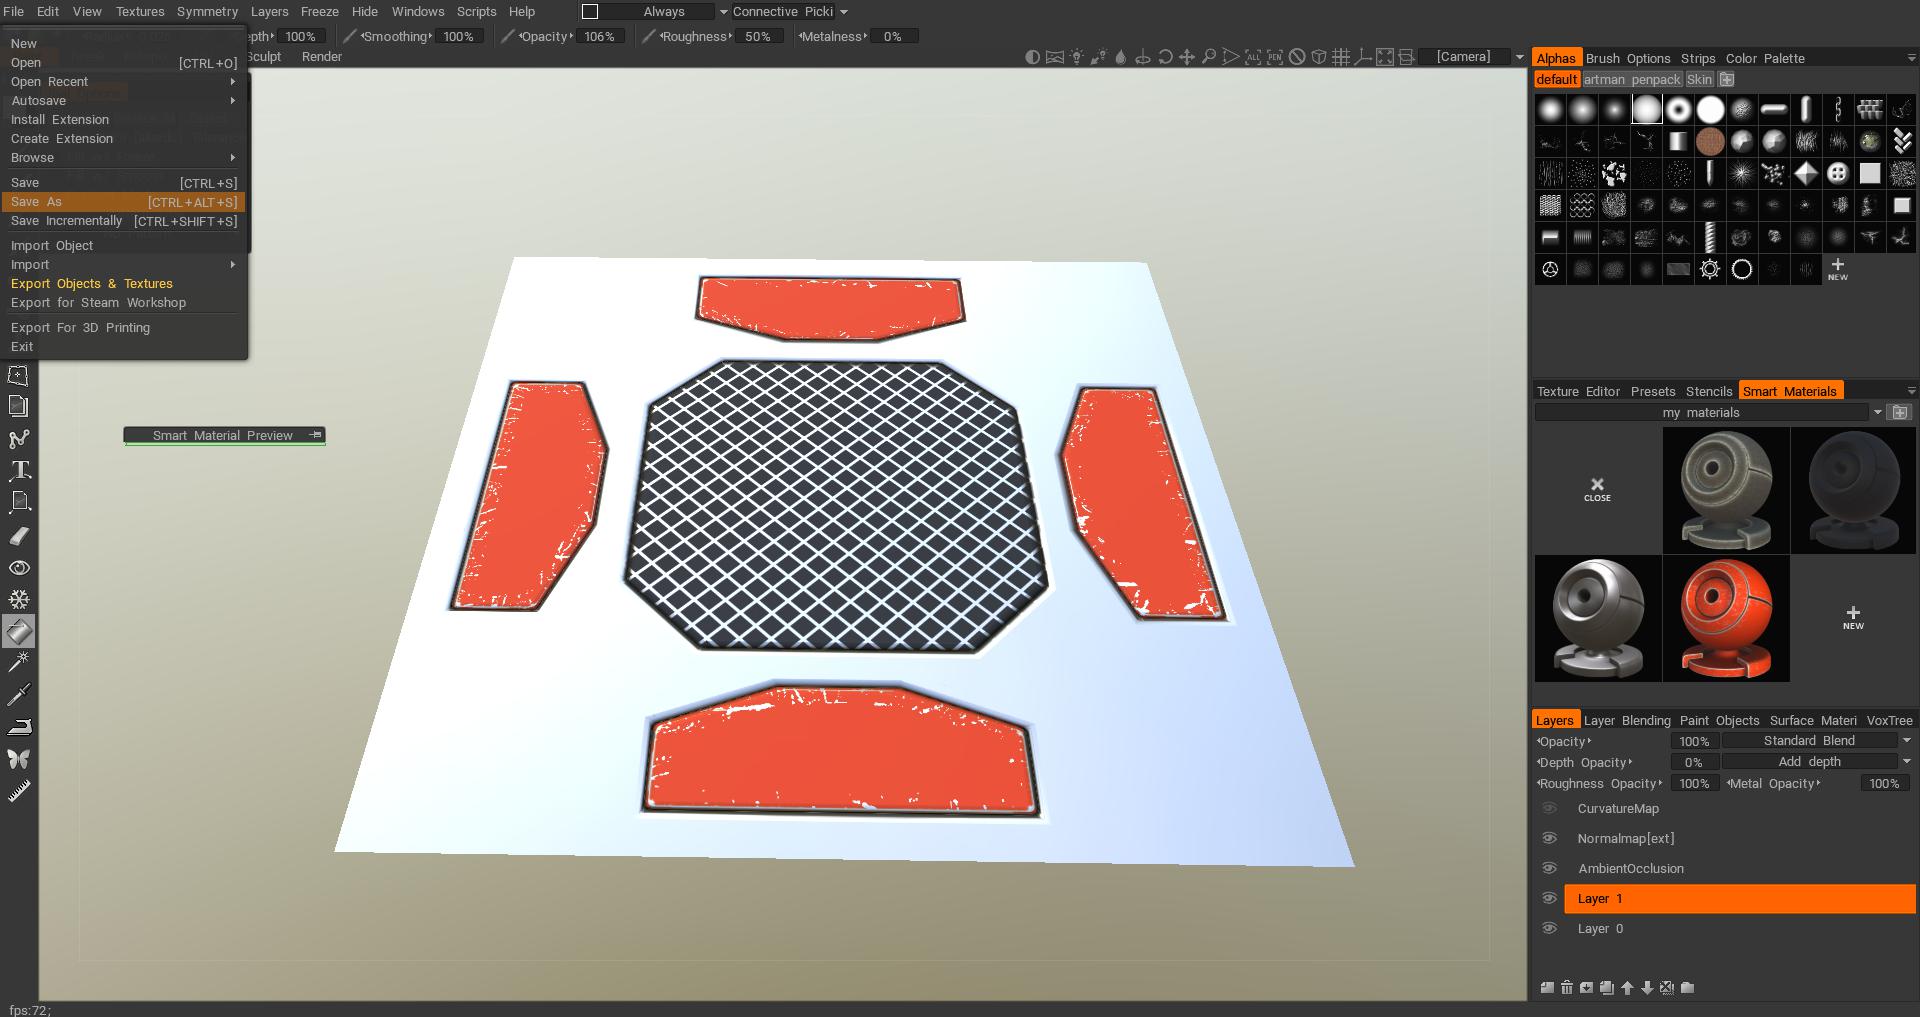 File Edit View Textures Symmetry Layers Freeze Hide Windows Scripts Help Always Connective Picki
epth 100% Smoothing 100% Opacity 106% Roughness 50% Metalness 0%
culpt Render [Camera]
New
Open [CTRL+O]
Open Recent
Autosave
Install Extension
Create Extension
Browse
Save [CTRL+S]
Save As [CTRL+ALT+S]
Save Incrementally [CTRL+SHIFT+S]
Import Object
Import
Export Objects & Textures
Export for Steam Workshop
Export For 3D Printing
Exit
Smart Material Preview
Alphas Brush Options Strips Color Palette
default artman penpack Skin
NEW
Texture Editor Presets Stencils Smart Materials
my materials
CLOSE
NEW
Layers Layer Blending Paint Objects Surface Materi VoxTree
Opacity 100% Standard Blend
Depth Opacity 0% Add depth
Roughness Opacity 100% Metal Opacity 100%
CurvatureMap
Normalmap[ext]
AmbientOcclusion
Layer 1
Layer 0
fps:72;